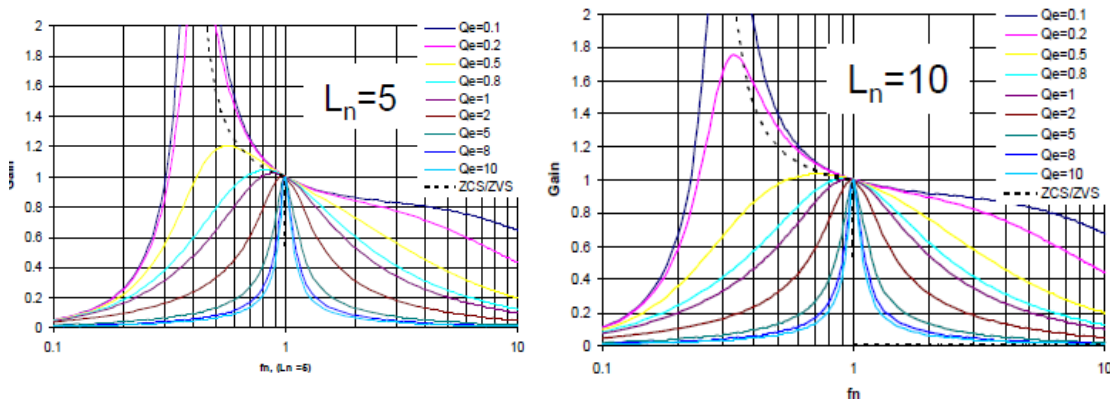 2
1.8
1.6
1.4
1.2
1
0.8
0.6
0.4
0.2
0
Gain
0.1
1
10
fn, (Ln =5)
Ln=5
Qe=0.1
Qe=0.2
Qe=0.5
Qe=0.8
Qe=1
Qe=2
Qe=5
Qe=8
Qe=10
ZCS/ZVS
2
1.8
1.6
1.4
1.2
1
0.8
0.6
0.4
0.2
0
Gain
0.1
1
10
fn
Ln=10
Qe=0.1
Qe=0.2
Qe=0.5
Qe=0.8
Qe=1
Qe=2
Qe=5
Qe=8
Qe=10
ZCS/ZVS